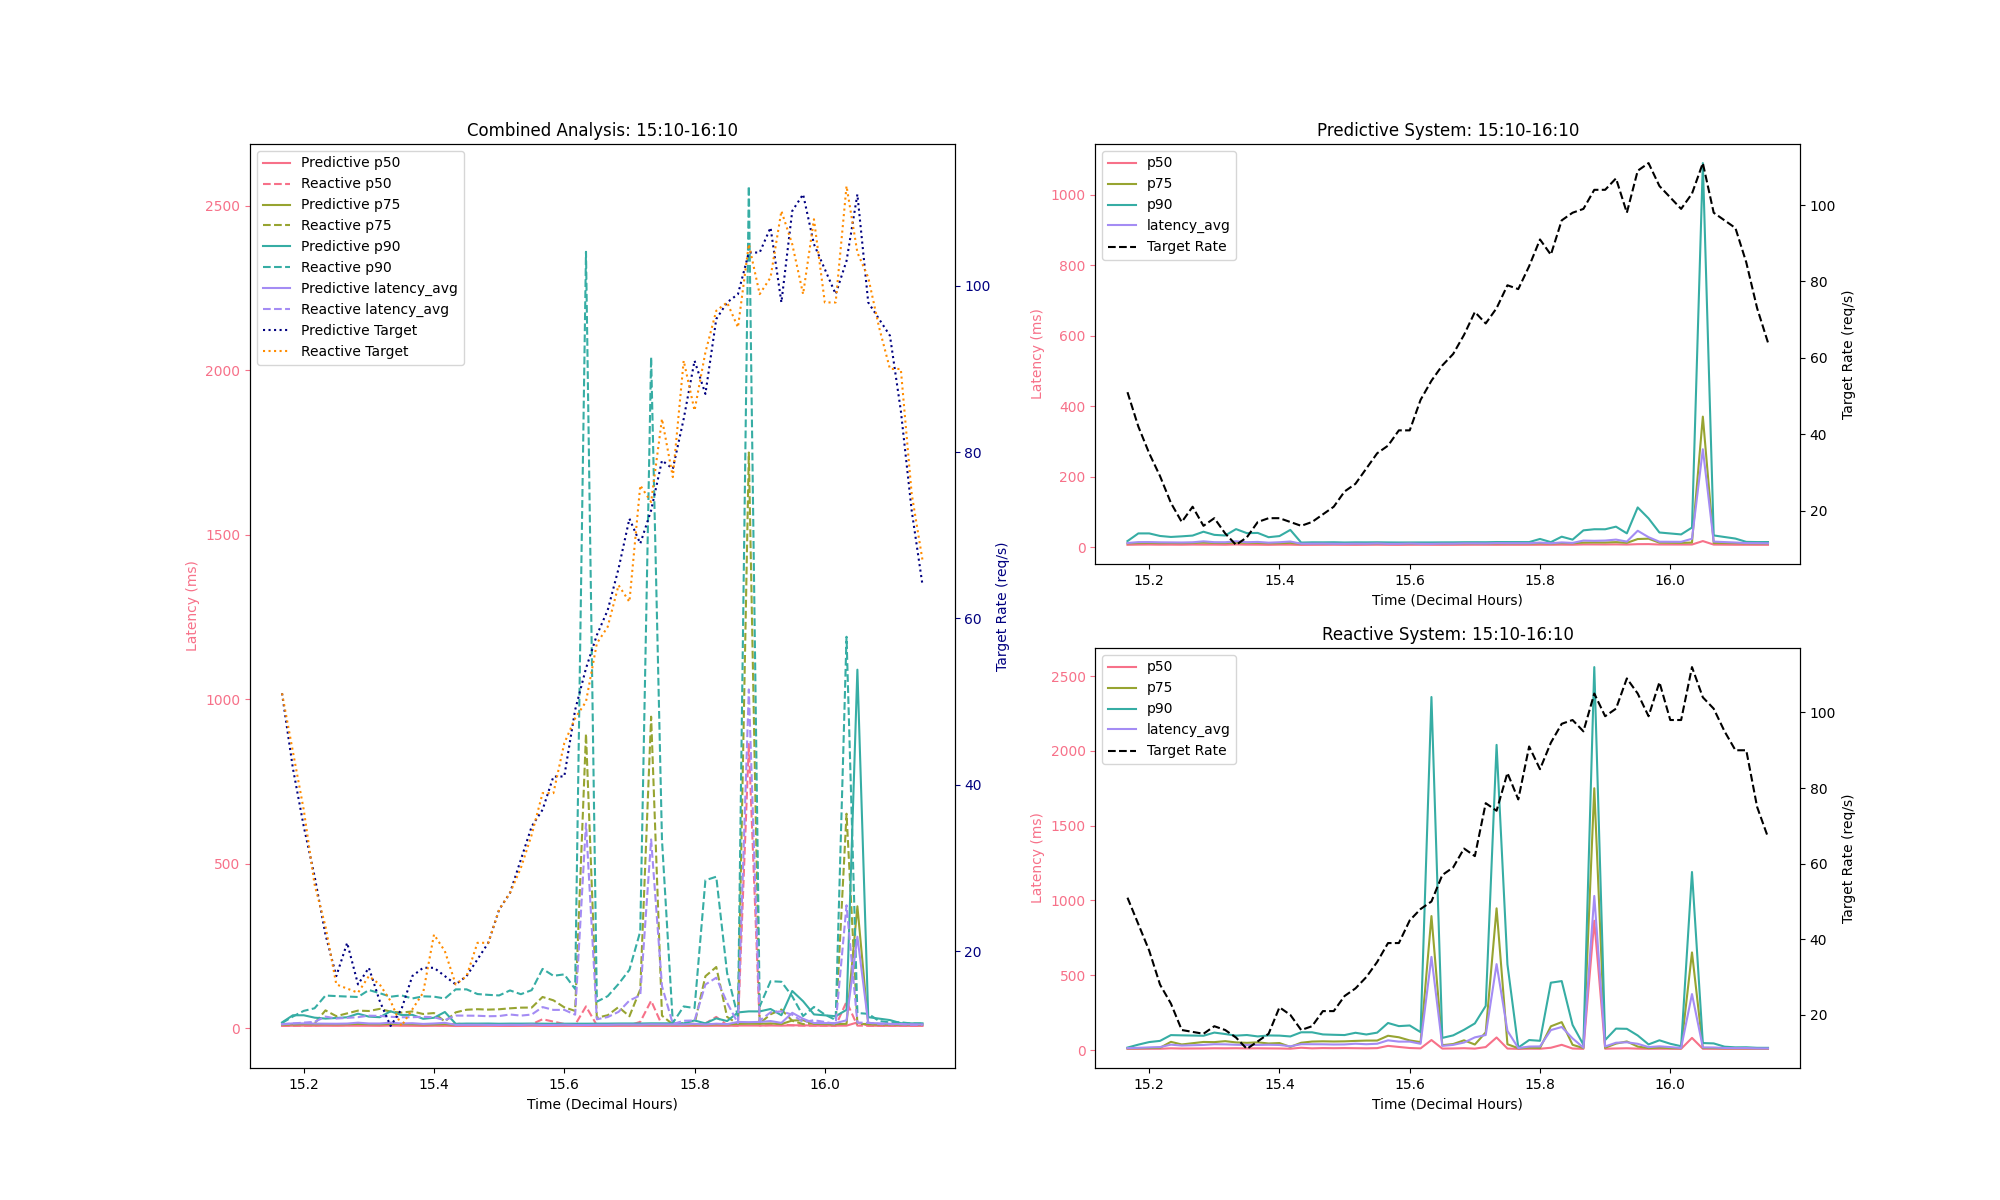 Combined Analysis: 15:10-16:10
Predictive p50
Reactive p50
Predictive p75
Reactive p75
Predictive p90
Reactive p90
Predictive latency_avg
Reactive latency_avg
Predictive Target
Reactive Target
2500
2000
1500
1000
500
0
Latency (ms)
100
80
60
40
20
Target Rate (req/s)
15.2 15.4 15.6 15.8 16.0
Time (Decimal Hours)
Predictive System: 15:10-16:10
p50
p75
p90
latency_avg
Target Rate
1000
800
600
400
200
0
Latency (ms)
100
80
60
40
20
Target Rate (req/s)
15.2 15.4 15.6 15.8 16.0
Time (Decimal Hours)
Reactive System: 15:10-16:10
p50
p75
p90
latency_avg
Target Rate
2500
2000
1500
1000
500
0
Latency (ms)
100
80
60
40
20
Target Rate (req/s)
15.2 15.4 15.6 15.8 16.0
Time (Decimal Hours)